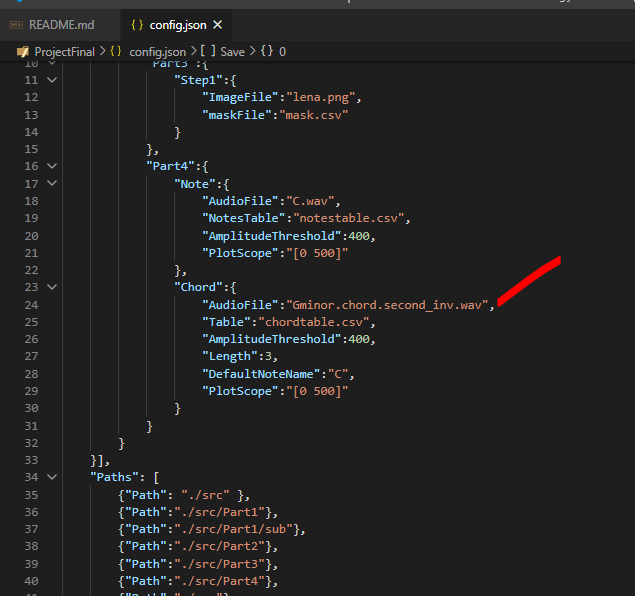 README.md {} config.json ×
ProjectFinal > {} config.json > [ ] Save > {} 0
10 "Part3":{
11 "Step1":{
12 "ImageFile":"lena.png",
13 "maskFile":"mask.csv"
14 }
15 },
16 "Part4":{
17 "Note":{
18 "AudioFile":"C.wav",
19 "NotesTable":"notestable.csv",
20 "AmplitudeThreshold":400,
21 "PlotScope":"[0 500]"
22 },
23 "Chord":{
24 "AudioFile":"Gminor.chord.second_inv.wav",
25 "Table":"chordtable.csv",
26 "AmplitudeThreshold":400,
27 "Length":3,
28 "DefaultNoteName":"C",
29 "PlotScope":"[0 500]"
30 }
31 }
32 }
33 }],
34 "Paths": [
35 {"Path": "./src" },
36 {"Path":"./src/Part1"},
37 {"Path":"./src/Part1/sub"},
38 {"Path":"./src/Part2"},
39 {"Path":"./src/Part3"},
40 {"Path":"./src/Part4"},